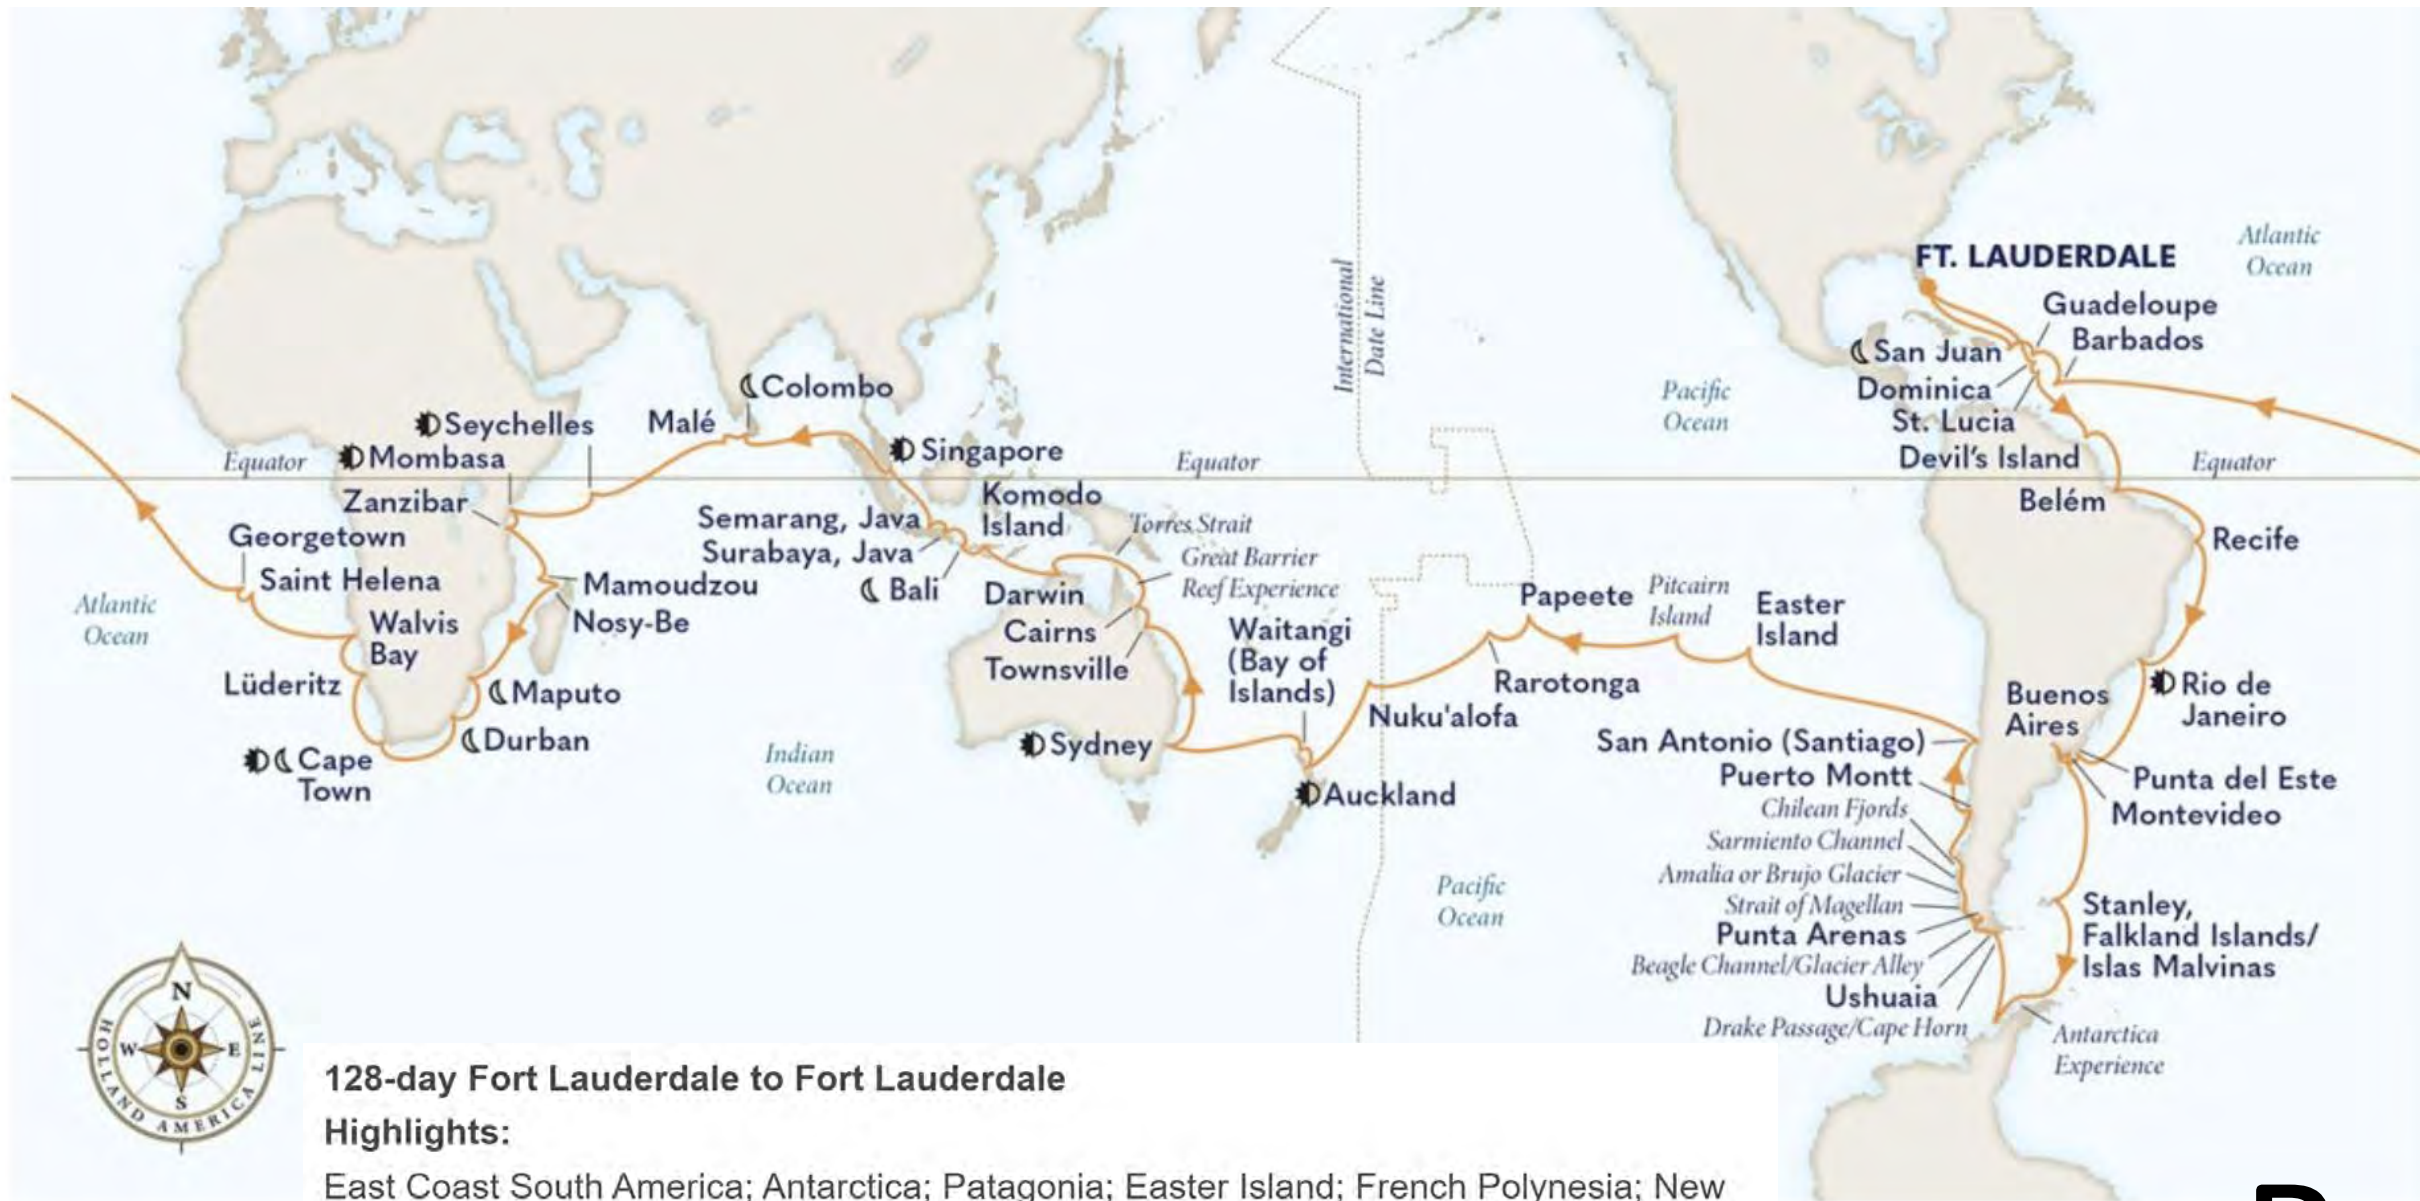 FT. LAUDERDALE
Atlantic
Ocean
Guadeloupe
Barbados
San Juan
Dominica
St. Lucia
Devil's Island
Equator
Belém
Recife
Rio de
Janeiro
Buenos
Aires
Punta del Este
Montevideo
Stanley,
Falkland Islands/
Islas Malvinas
Antarctica
Experience
Drake Passage/Cape Horn
Ushuaia
Beagle Channel/Glacier Alley
Punta Arenas
Strait of Magellan
Amalia or Brujo Glacier
Sarmiento Channel
Chilean Fjords
Puerto Montt
San Antonio (Santiago)
Easter
Island
Pitcairn
Island
Papeete
Rarotonga
Nuku'alofa
Pacific
Ocean
Pacific
Ocean
International
Date Line
Equator
Auckland
Waitangi
(Bay of
Islands)
Sydney
Townsville
Cairns
Great Barrier
Reef Experience
Torres Strait
Darwin
Komodo
Island
Bali
Surabaya, Java
Semarang, Java
Singapore
Colombo
Malé
Seychelles
Mombasa
Equator
Zanzibar
Mamoudzou
Nosy-Be
Maputo
Durban
Indian
Ocean
Cape
Town
Lüderitz
Walvis
Bay
Saint Helena
Georgetown
Atlantic
Ocean
N
W
E
S
HOLLAND AMERICA LINE
128-day Fort Lauderdale to Fort Lauderdale
Highlights:
East Coast South America; Antarctica; Patagonia; Easter Island; French Polynesia; New